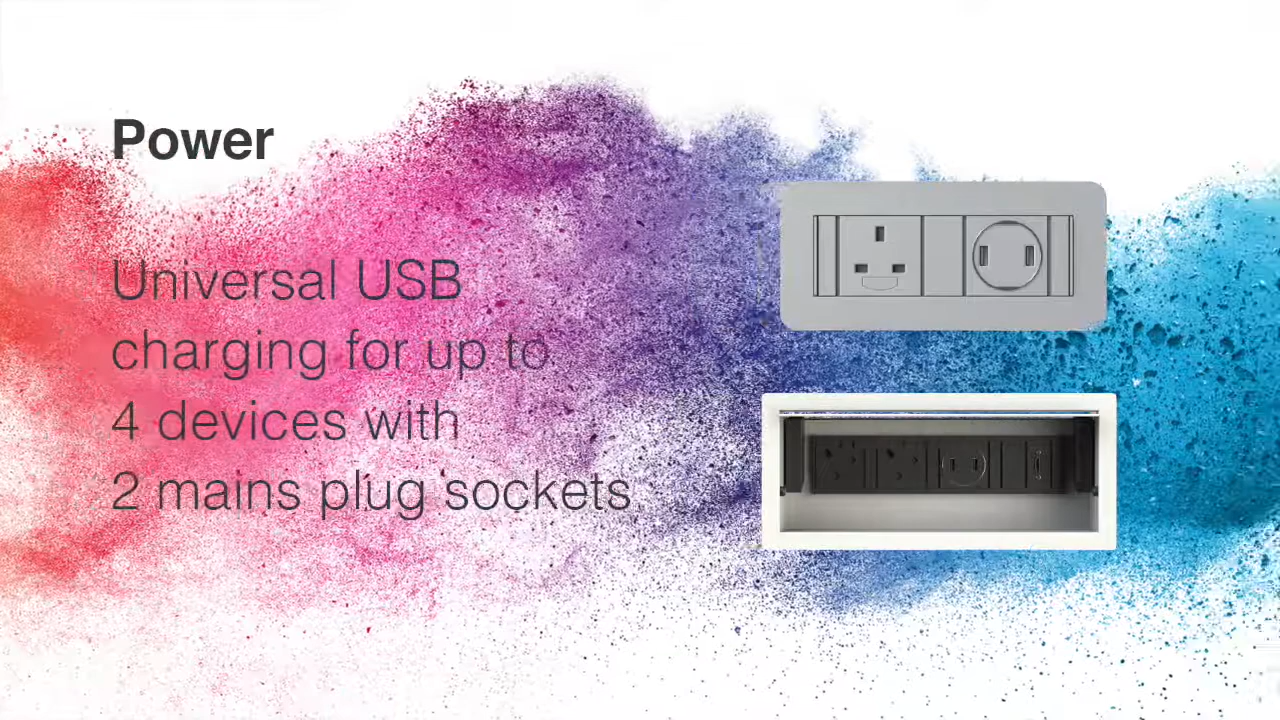 Power
Universal USB
charging for up to
4 devices with
2 mains plug sockets